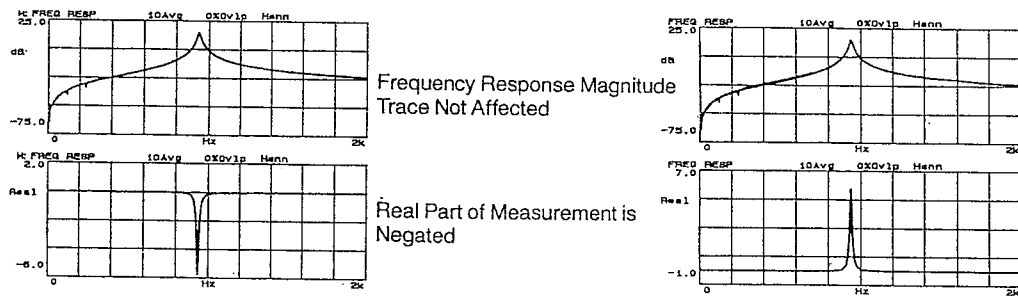 W: FREQ RESP 10Avg 0%Ovlp Hann
25.0
dB
-75.0
0 Hz 2k
Frequency Response Magnitude
Trace Not Affected
FREQ RESP 10Avg 0%Ovlp Hann
25.0
dB
-75.0
0 Hz 2k
W: FREQ RESP 10Avg 0%Ovlp Hann
2.0
Real
-6.0
0 Hz 2k
Real Part of Measurement is
Negated
FREQ RESP 10Avg 0%Ovlp Hann
7.0
Real
-1.0
0 Hz 2k